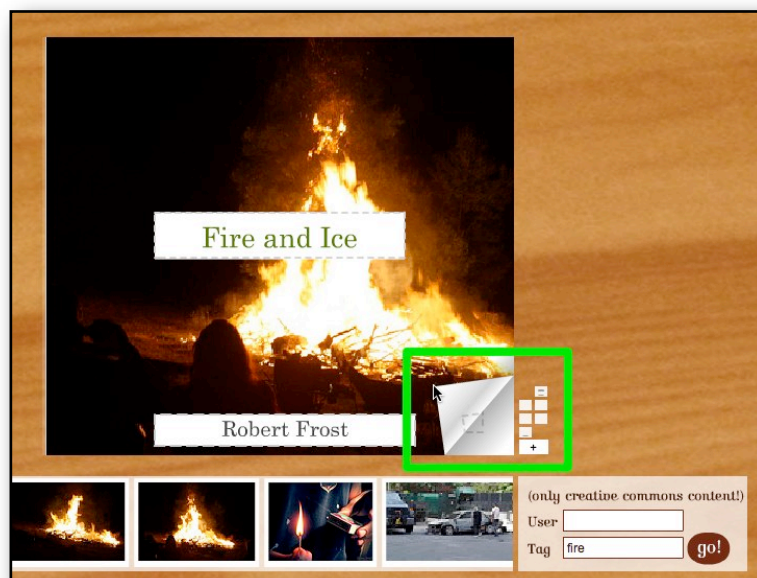 Fire and Ice
Robert Frost
+
(only creative commons content!)
User
Tag fire go!